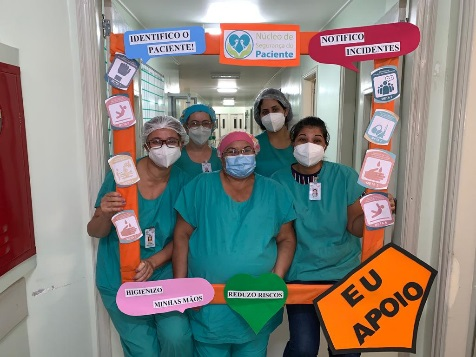 IDENTIFICO O
PACIENTE!
Núcleo de
Segurança do
Paciente
NOTIFICO
INCIDENTES
HIGIENIZO
MINHAS MÃOS
REDUZO RISCOS
EU
APOIO